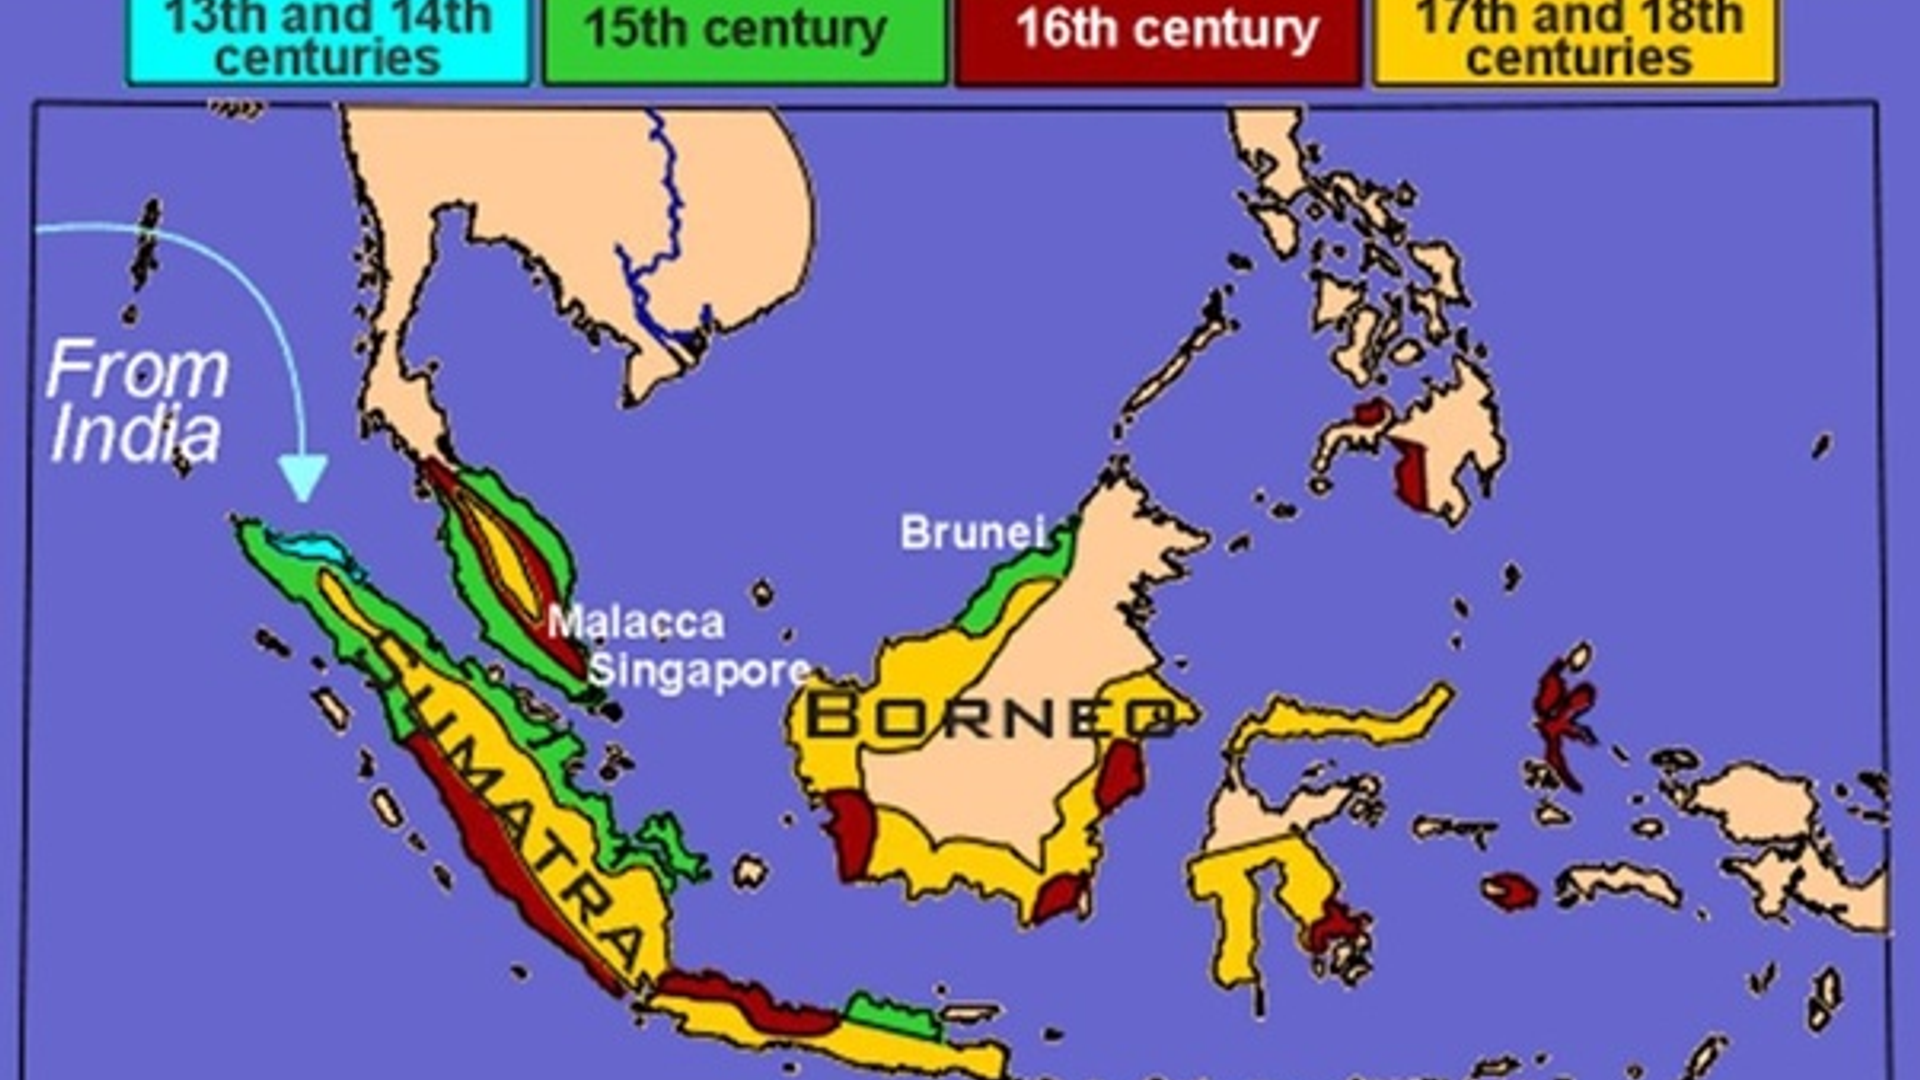 13th and 14th
centuries
15th century
16th century
17th and 18th
centuries
From
India
Brunei
Malacca
Singapore
BORNEO
SUMATRA